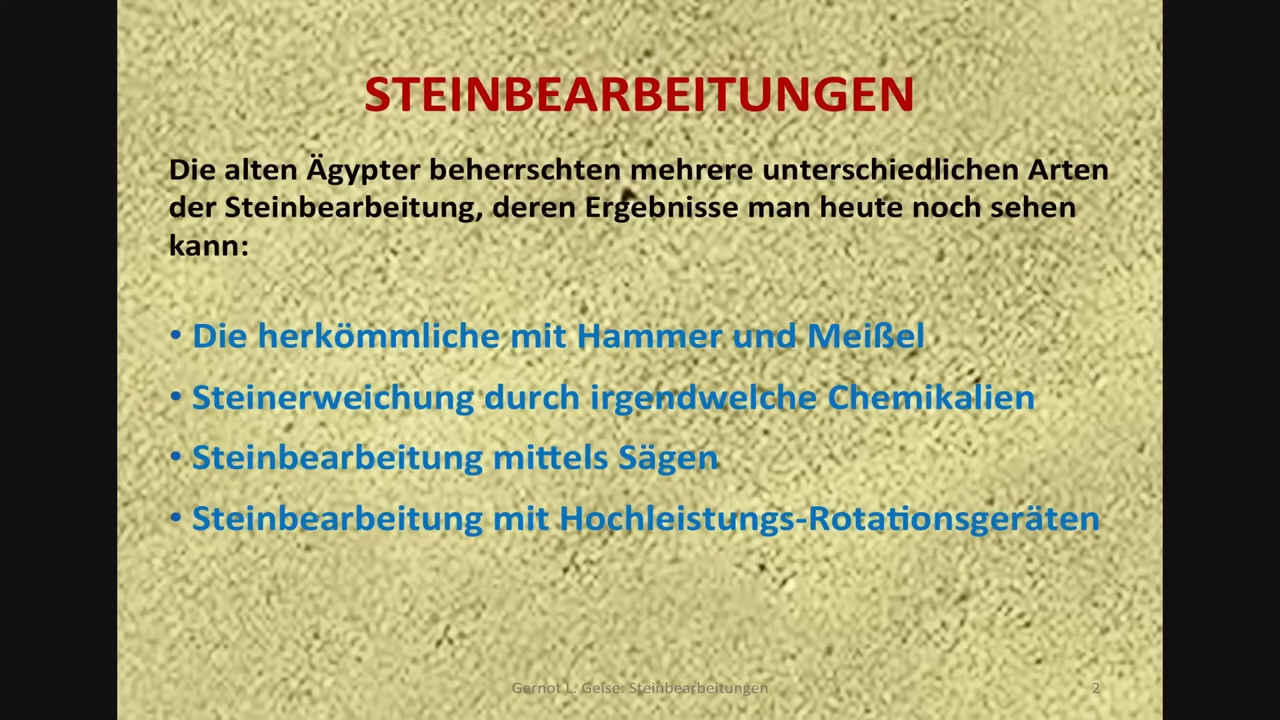 STEINBEARBEITUNGEN
Die alten Ägypter beherrschten mehrere unterschiedlichen Arten
der Steinbearbeitung, deren Ergebnisse man heute noch sehen
kann:
• Die herkömmliche mit Hammer und Meißel
• Steinerweichung durch irgendwelche Chemikalien
• Steinbearbeitung mittels Sägen
• Steinbearbeitung mit Hochleistungs-Rotationsgeräten
Gernot L. Geise: Steinbearbeitungen
2